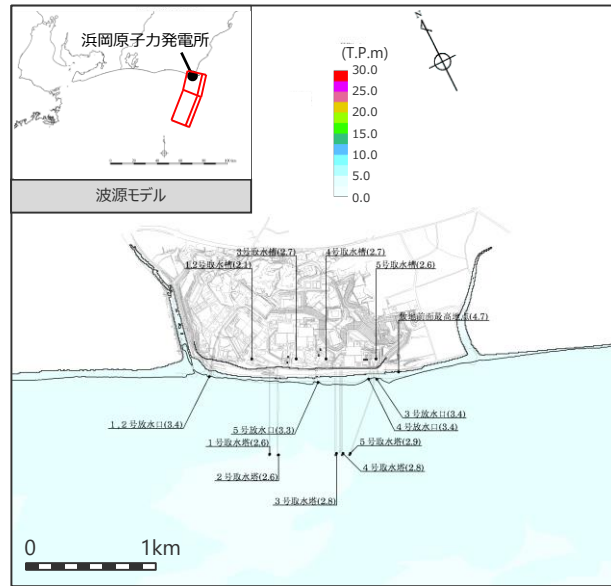 浜岡原子力発電所
波源モデル
(T.P.m)
30.0
25.0
20.0
15.0
10.0
5.0
0.0
3号取水槽(2.7)
4号取水槽(2.7)
1,2号取水槽(2.1)
5号取水槽(2.6)
敷地前面最高地点(4.7)
1,2号放水口(3.4)
5号放水口(3.3)
3号放水口(3.4)
4号放水口(3.4)
1号取水塔(2.6)
5号取水塔(2.9)
2号取水塔(2.6)
4号取水塔(2.8)
3号取水塔(2.8)
0 1km